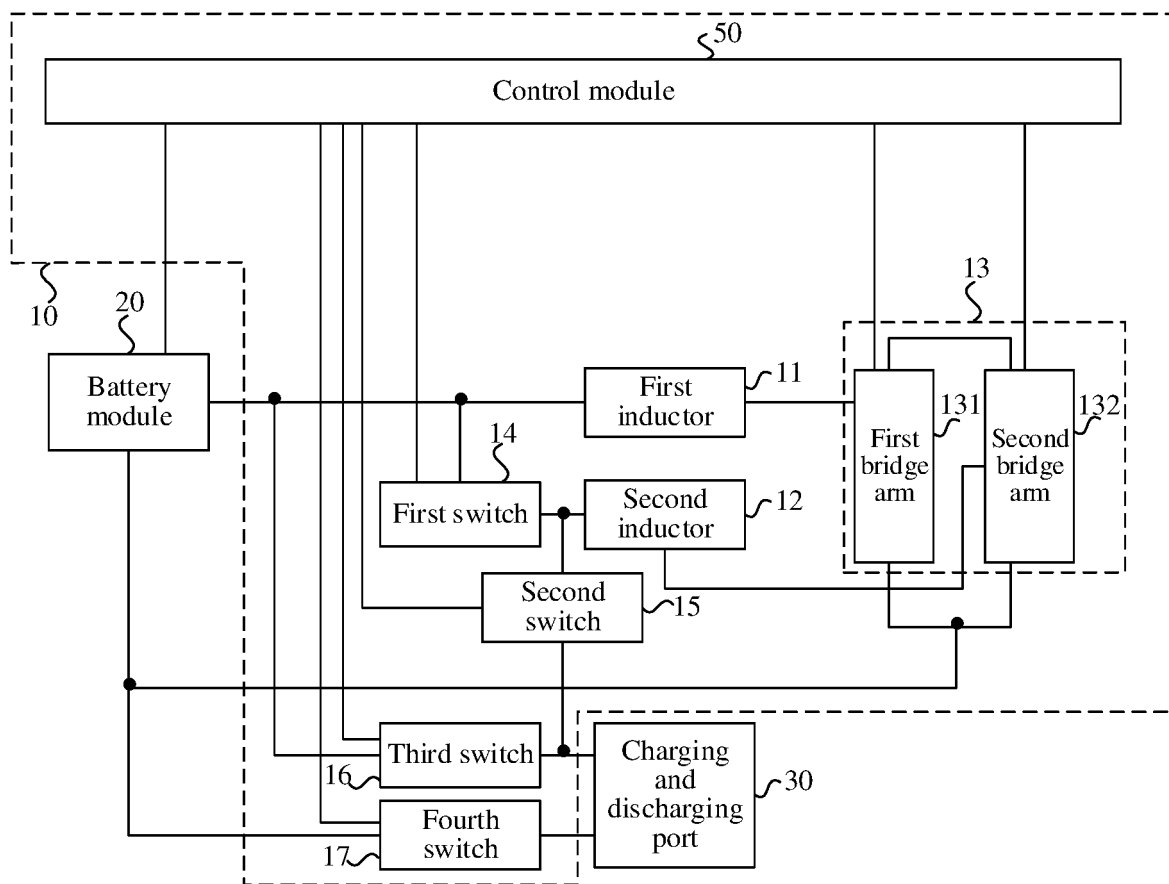 50
Control module
10
20
Battery
module
13
First
inductor
11
131
132
First
bridge
arm
Second
bridge
arm
14
First switch
Second
inductor
12
Second
switch
15
Third switch
16
Charging
and
discharging
port
30
Fourth
switch
17